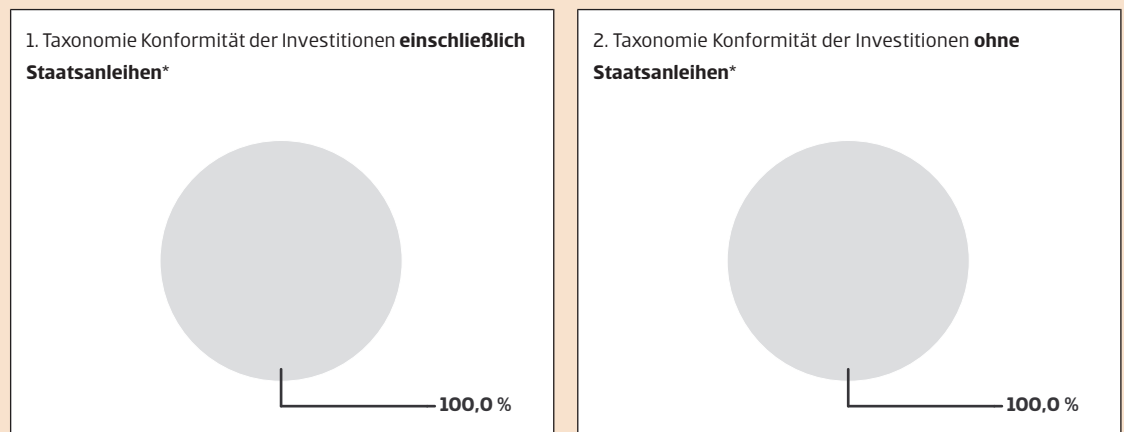 1. Taxonomie Konformität der Investitionen einschließlich
Staatsanleihen*
100,0 %
2. Taxonomie Konformität der Investitionen ohne
Staatsanleihen*
100,0 %